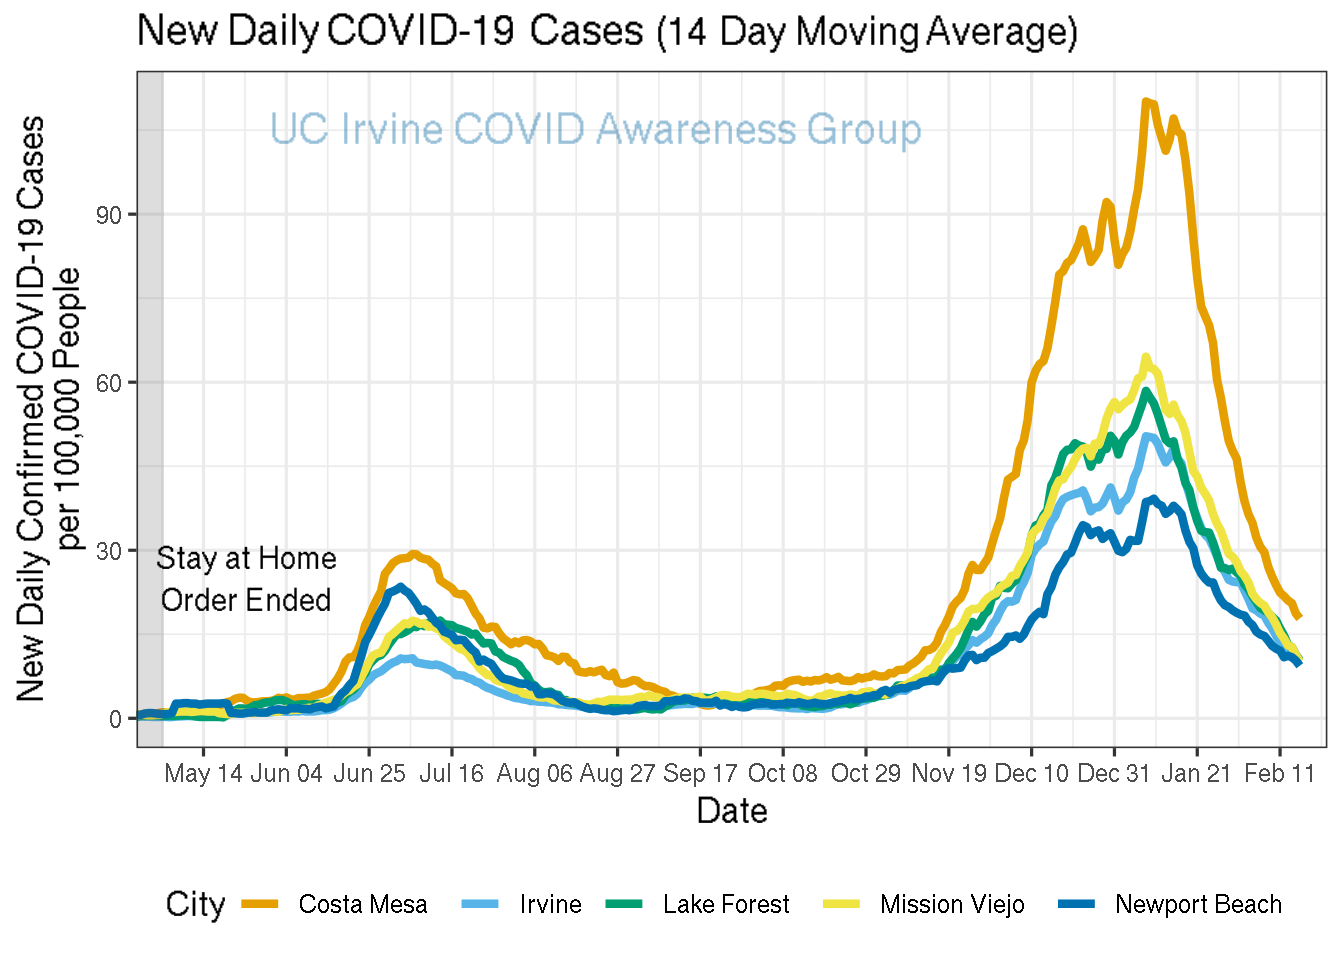 New Daily COVID-19 Cases (14 Day Moving Average)
UC Irvine COVID Awareness Group
New Daily Confirmed COVID-19 Cases
per 100,000 People
90
60
30
0
Stay at Home
Order Ended
May 14 Jun 04 Jun 25 Jul 16 Aug 06 Aug 27 Sep 17 Oct 08 Oct 29 Nov 19 Dec 10 Dec 31 Jan 21 Feb 11
Date
City Costa Mesa Irvine Lake Forest Mission Viejo Newport Beach